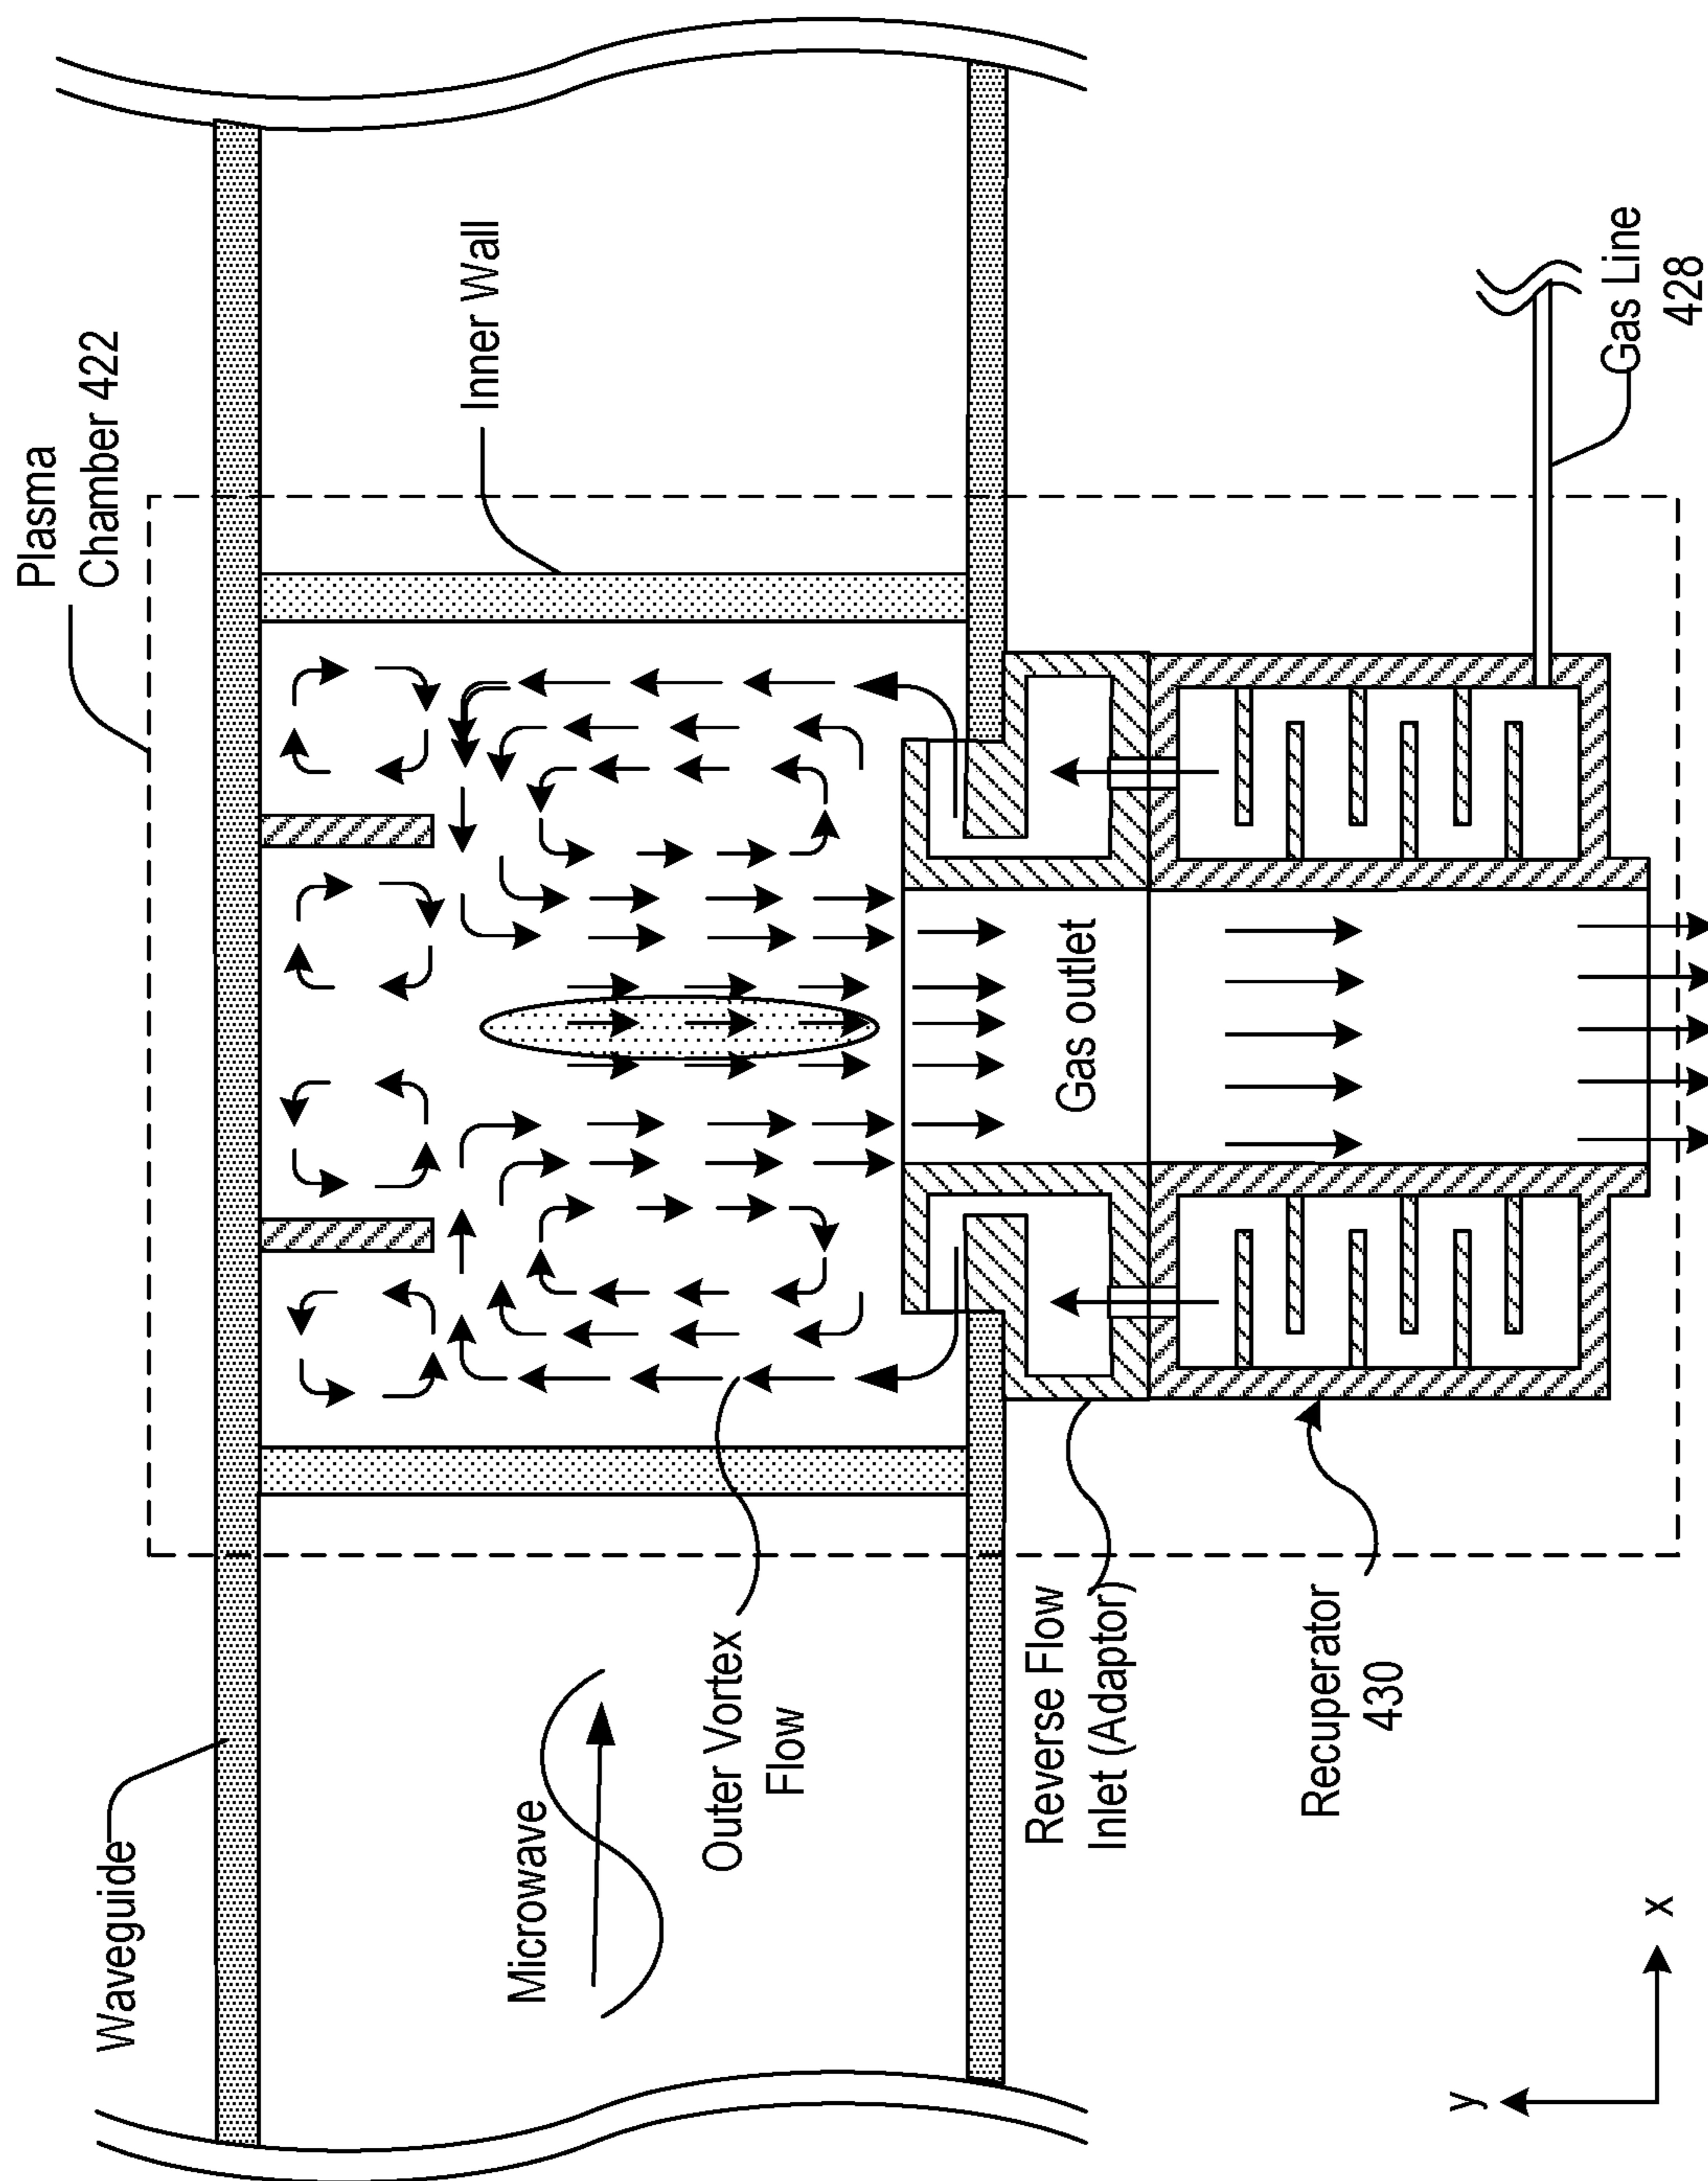 Plasma
Chamber 422
Waveguide
Inner Wall
Microwave
Outer Vortex
Flow
Gas outlet
Reverse Flow
Inlet (Adaptor)
Recuperator
430
Gas Line
428
y
x